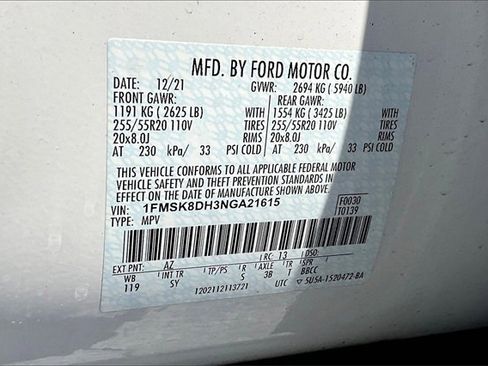 MFD. BY FORD MOTOR CO.
DATE: 12/21 GVWR: 2694 KG ( 5940 LB)
FRONT GAWR: REAR GAWR:
1191 KG ( 2625 LB) WITH 1554 KG ( 3425 LB) WITH
255/55R20 110V TIRES 255/55R20 110V TIRES
20x8.0J RIMS 20x8.0J RIMS
AT 230 kPa/ 33 PSI COLD AT 230 kPa/ 33 PSI COLD
THIS VEHICLE CONFORMS TO ALL APPLICABLE FEDERAL MOTOR
VEHICLE SAFETY AND THEFT PREVENTION STANDARDS IN
EFFECT ON THE DATE OF MANUFACTURE SHOWN ABOVE.
VIN: 1FMSK8DH3NGA21615 F0030
TYPE: MPV T0139
EXT PNT: AZ RC: 13 DSO:
WB INT TR TP/PS R AXLE TR S BBCC
119 SY S 3B T
1202112113721 UTC 5U5A-1520472-BA